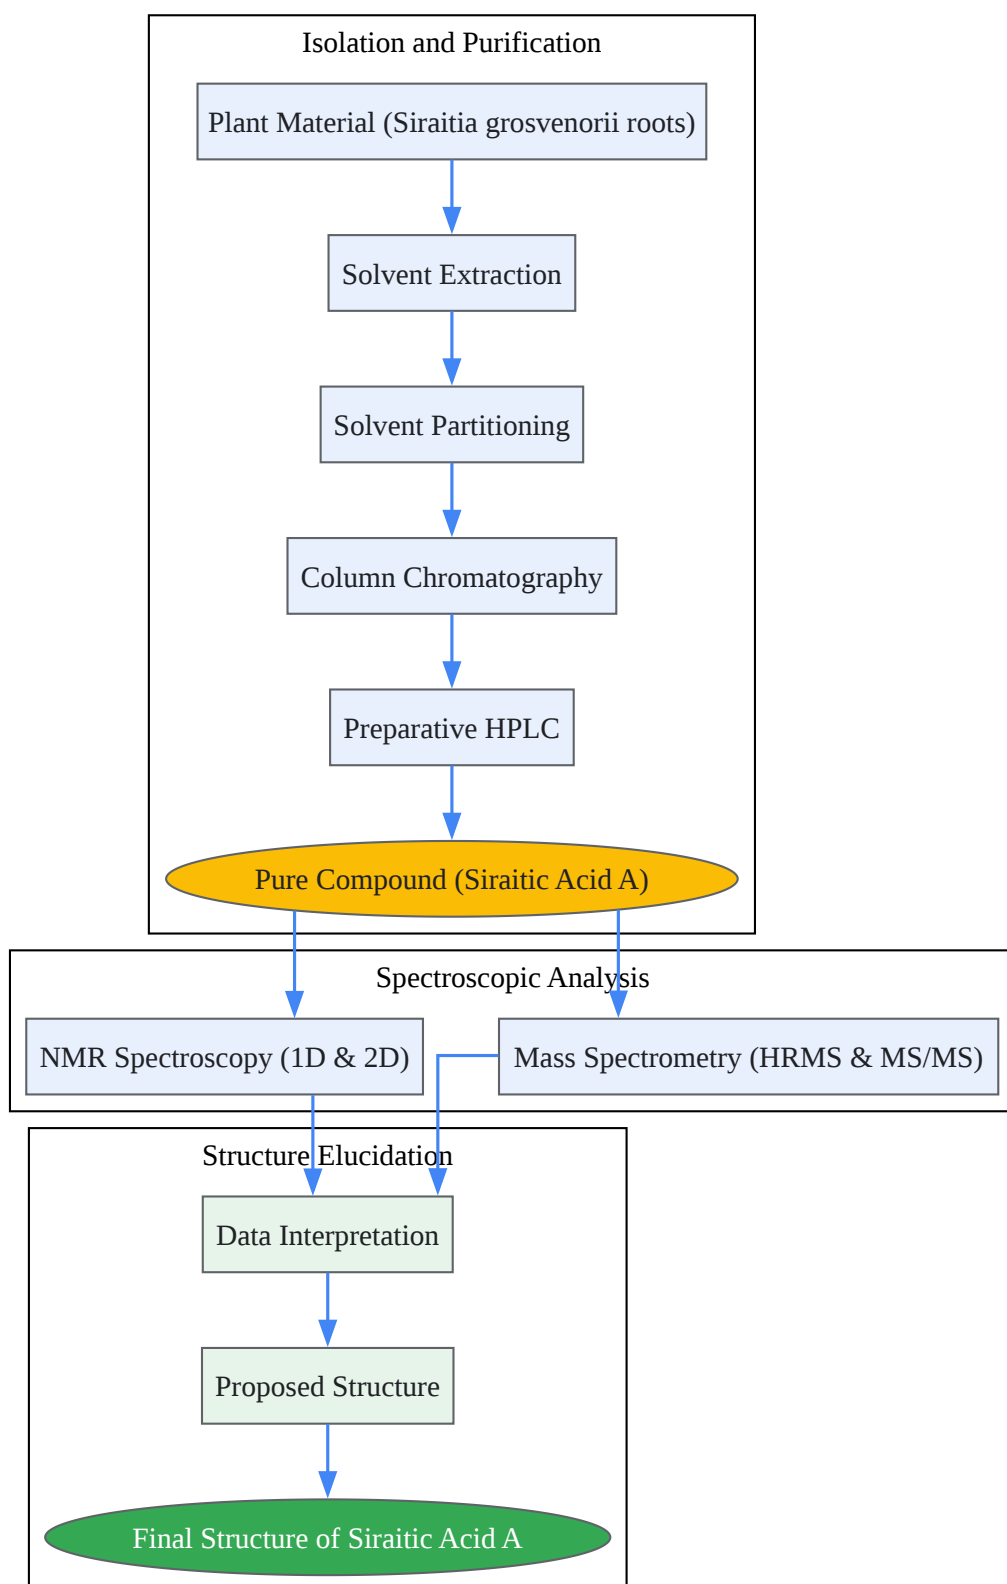 Isolation and Purification
Plant Material (Siraitia grosvenorii roots)
Solvent Extraction
Solvent Partitioning
Column Chromatography
Preparative HPLC
Pure Compound (Siraitic Acid A)
Spectroscopic Analysis
NMR Spectroscopy (1D & 2D)
Mass Spectrometry (HRMS & MS/MS)
Structure Elucidation
Data Interpretation
Proposed Structure
Final Structure of Siraitic Acid A